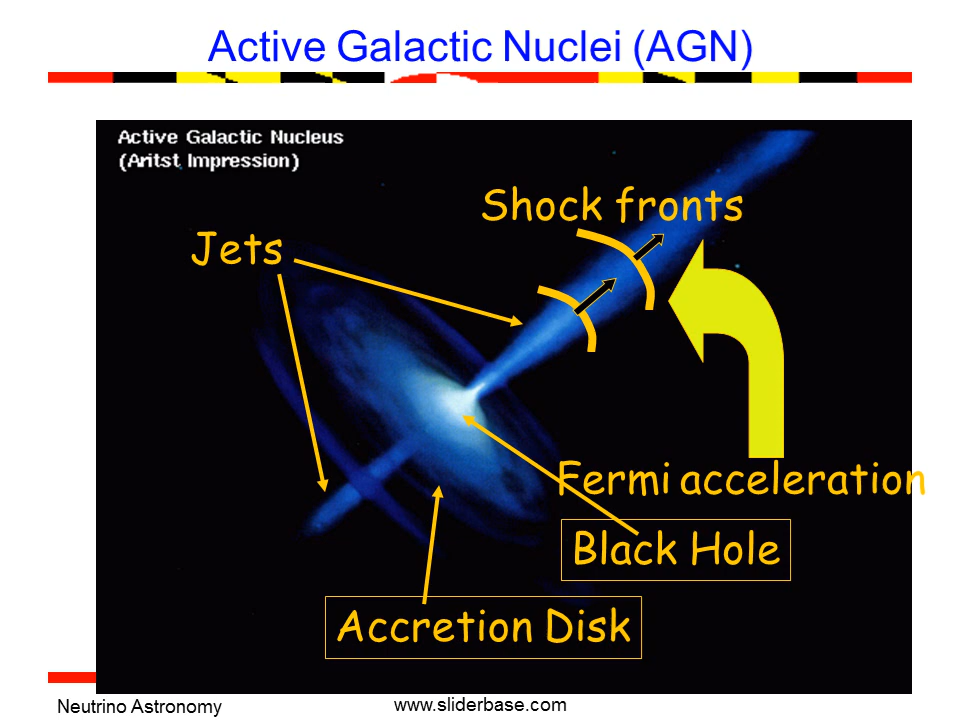 Active Galactic Nuclei (AGN)
Active Galactic Nucleus
(Aritst Impression)
Shock fronts
Jets
Fermi acceleration
Black Hole
Accretion Disk
Neutrino Astronomy
www.sliderbase.com